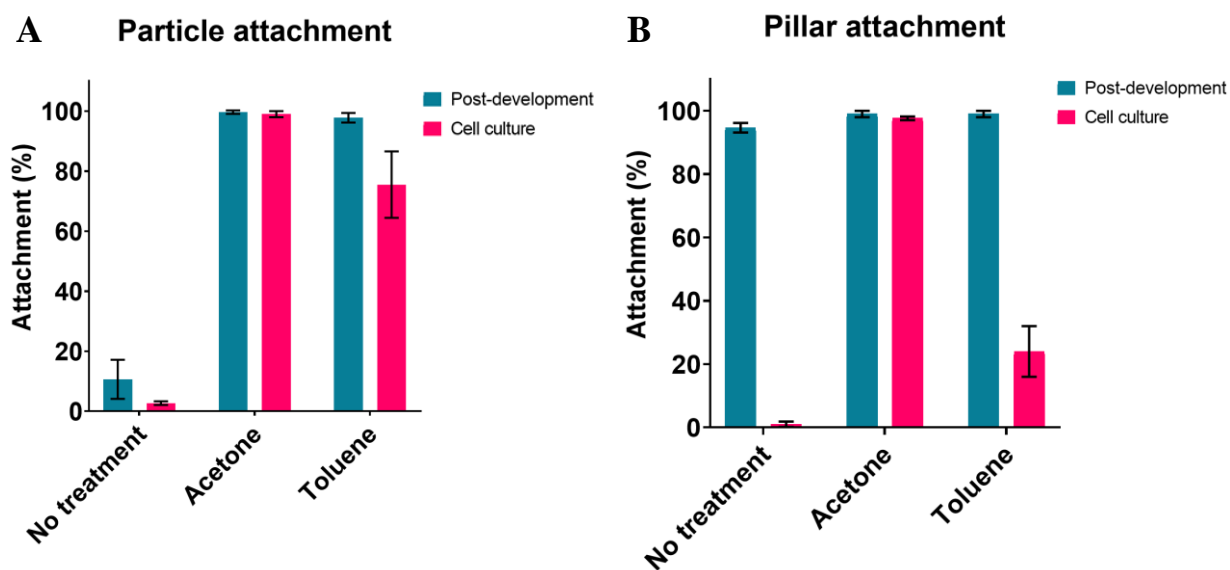 A
Particle attachment
Post-development
Cell culture
Attachment (%)
100
80
60
40
20
0
No treatment
Acetone
Toluene
B
Pillar attachment
Post-development
Cell culture
Attachment (%)
100
80
60
40
20
0
No treatment
Acetone
Toluene